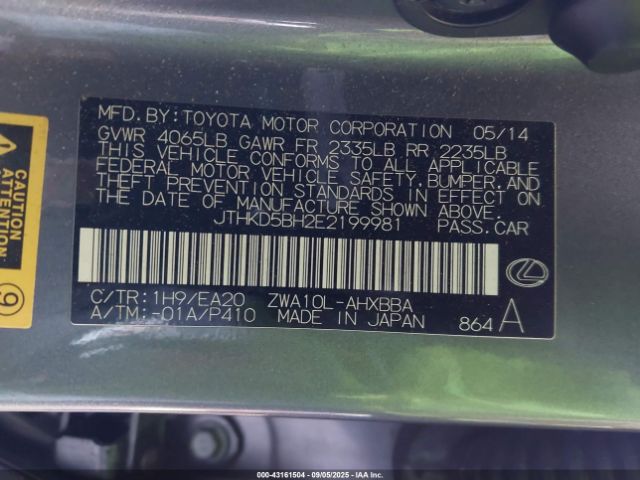 MFD. BY: TOYOTA MOTOR CORPORATION 05/14
GVWR 4065LB GAWR FR 2335LB RR 2235LB
THIS VEHICLE CONFORMS TO ALL APPLICABLE
FEDERAL MOTOR VEHICLE SAFETY, BUMPER, AND
THEFT PREVENTION STANDARDS IN EFFECT ON
THE DATE OF MANUFACTURE SHOWN ABOVE.
JTHKD5BH2E2199981 PASS. CAR
C/TR: 1H9/EA20 ZWA10L-AHXBBA
A/TM: -01A/P410 MADE IN JAPAN 864 A
CAUTION
Attention
9
000-43161504 | 09/05/2025 | IAA Inc.